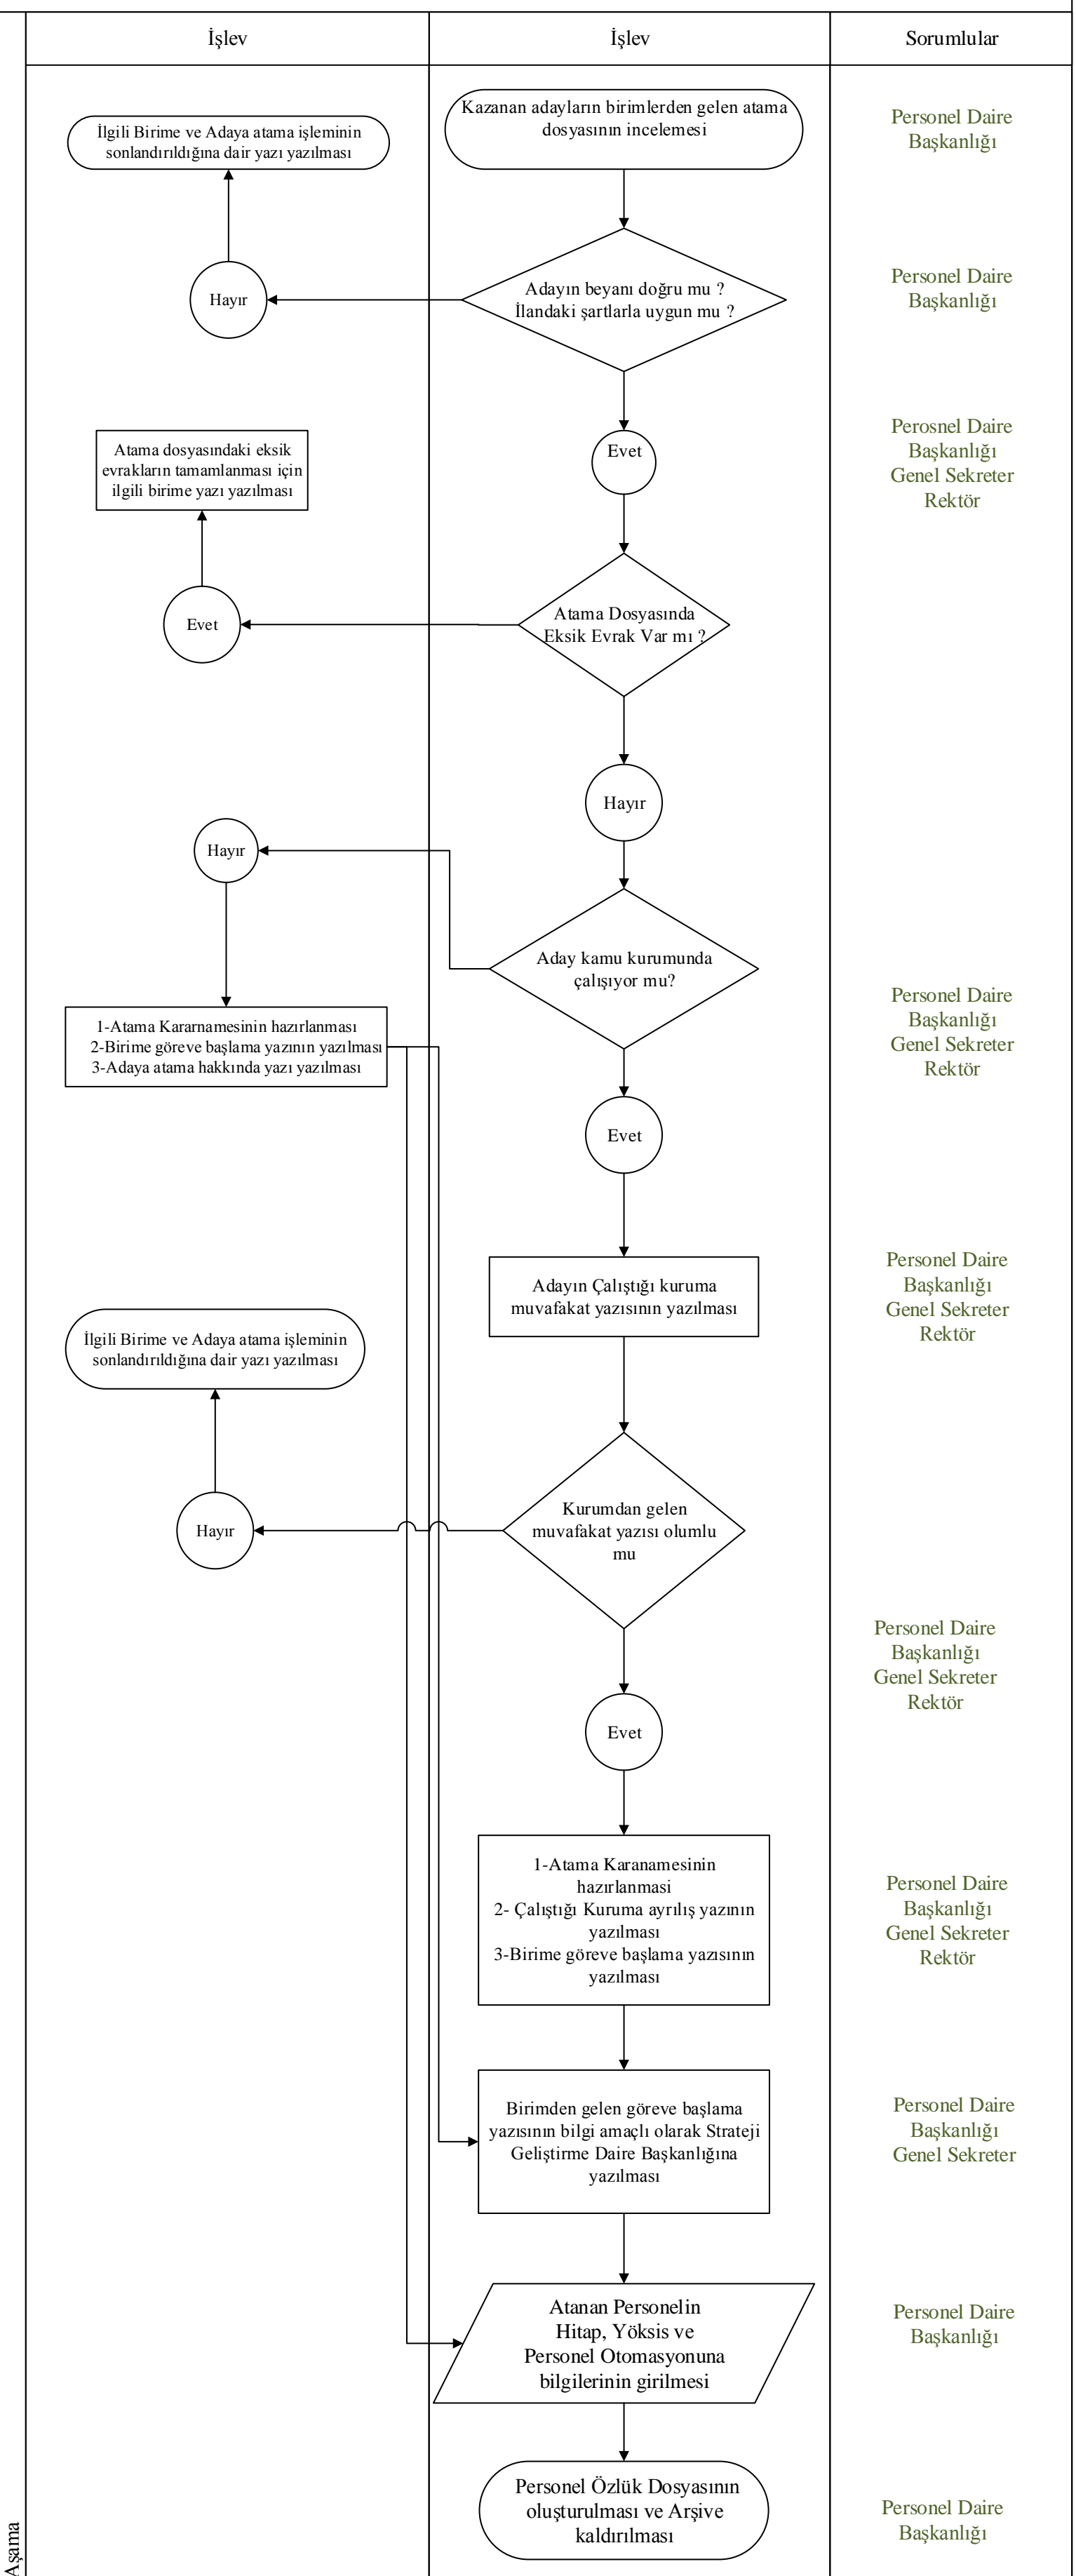 İşlev
İşlev
Sorumlular
Kazanan adayların birimlerden gelen atama
dosyasının incelemesi
Personel Daire
Başkanlığı
İlgili Birime ve Adaya atama işleminin
sonlandırıldığına dair yazı yazılması
Hayır
Adayın beyanı doğru mu ?
İlandaki şartlarla uygun mu ?
Personel Daire
Başkanlığı
Atama dosyasındaki eksik
evrakların tamamlanması için
ilgili birime yazı yazılması
Evet
Perosnel Daire
Başkanlığı
Genel Sekreter
Rektör
Evet
Atama Dosyasında
Eksik Evrak Var mı ?
Hayır
Hayır
Aday kamu kurumunda
çalışıyor mu?
1-Atama Kararnamesinin hazırlanması
2-Birime göreve başlama yazının yazılması
3-Adaya atama hakkında yazı yazılması
Personel Daire
Başkanlığı
Genel Sekreter
Rektör
Evet
Adayın Çalıştığı kuruma
muvafakat yazısının yazılması
Personel Daire
Başkanlığı
Genel Sekreter
Rektör
İlgili Birime ve Adaya atama işleminin
sonlandırıldığına dair yazı yazılması
Hayır
Kurumdan gelen
muvafakat yazısı olumlu
mu
Personel Daire
Başkanlığı
Genel Sekreter
Rektör
Evet
1-Atama Karanamesinin
hazırlanmasi
2- Çalıştığı Kuruma ayrılış yazının
yazılması
3-Birime göreve başlama yazısının
yazılması
Personel Daire
Başkanlığı
Genel Sekreter
Rektör
Birimden gelen göreve başlama
yazısının bilgi amaçlı olarak Strateji
Geliştirme Daire Başkanlığına
yazılması
Personel Daire
Başkanlığı
Genel Sekreter
Atanan Personelin
Hitap, Yöksis ve
Personel Otomasyonuna
bilgilerinin girilmesi
Personel Daire
Başkanlığı
Personel Özlük Dosyasının
oluşturulması ve Arşive
kaldırılması
Personel Daire
Başkanlığı
Aşama